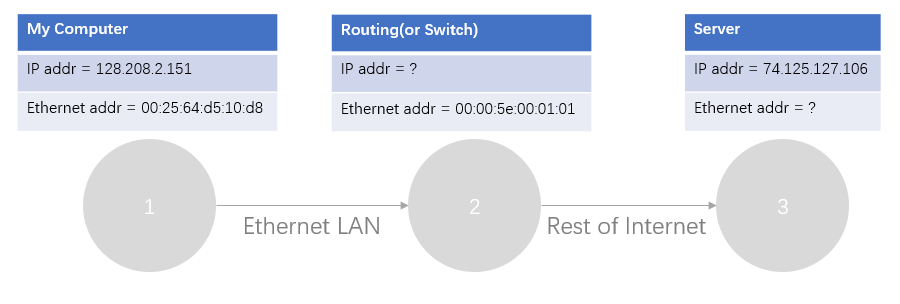 My Computer
IP addr = 128.208.2.151
Ethernet addr = 00:25:64:d5:10:d8
Routing(or Switch)
IP addr = ?
Ethernet addr = 00:00:5e:00:01:01
Server
IP addr = 74.125.127.106
Ethernet addr = ?
1
Ethernet LAN
2
Rest of Internet
3